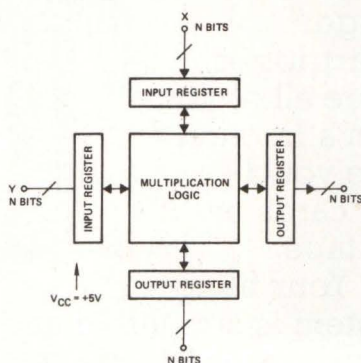 X
N BITS
INPUT REGISTER
Y
N BITS
INPUT REGISTER
MULTIPLICATION
LOGIC
OUTPUT REGISTER
N BITS
VCC = +5V
OUTPUT REGISTER
N BITS